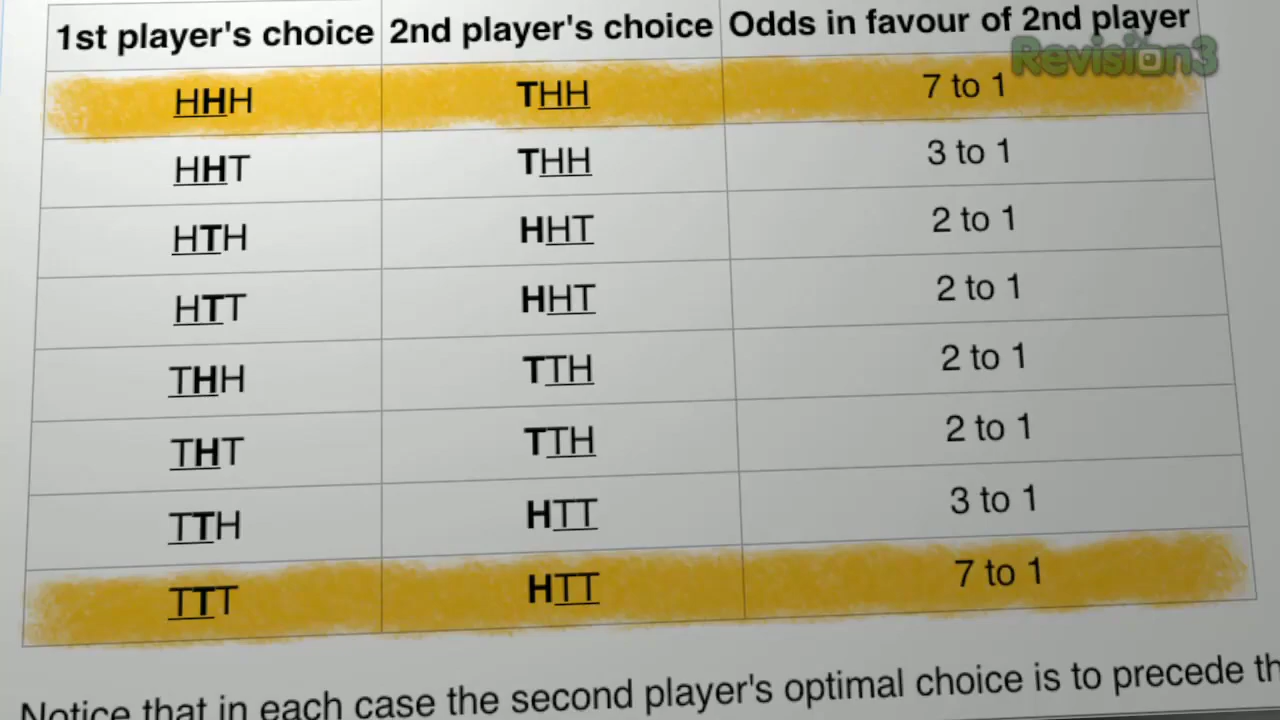 1st player's choice 2nd player's choice Odds in favour of 2nd player
Revision3
HHH THH 7 to 1
HHT THH 3 to 1
HTH HHT 2 to 1
HTT HHT 2 to 1
THH TTH 2 to 1
THT TTH 2 to 1
TTH HTT 3 to 1
TTT HTT 7 to 1
Notice that in each case the second player's optimal choice is to precede th